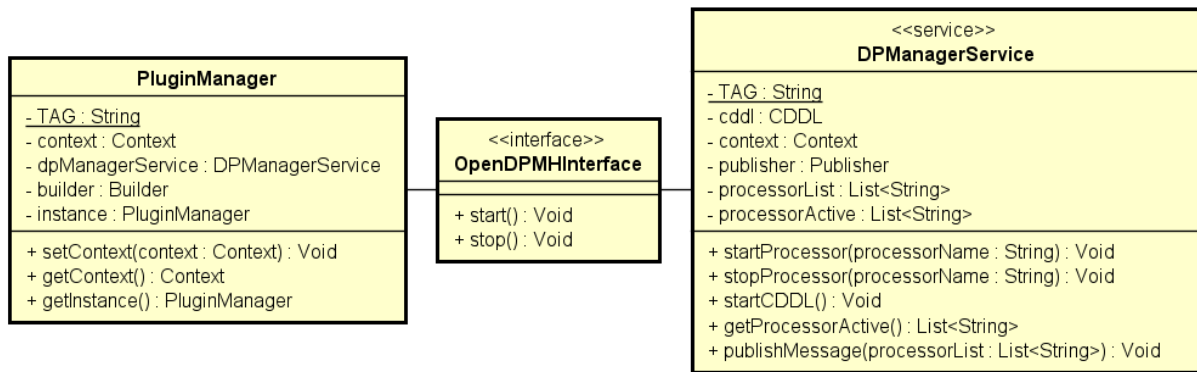 PluginManager
- TAG : String
- context : Context
- dpManagerService : DPManagerService
- builder : Builder
- instance : PluginManager
+ setContext(context : Context) : Void
+ getContext() : Context
+ getInstance() : PluginManager
<<interface>>
OpenDPMHInterface
+ start() : Void
+ stop() : Void
<<service>>
DPManagerService
- TAG : String
- cddl : CDDL
- context : Context
- publisher : Publisher
- processorList : List<String>
- processorActive : List<String>
+ startProcessor(processorName : String) : Void
+ stopProcessor(processorName : String) : Void
+ startCDDL() : Void
+ getProcessorActive() : List<String>
+ publishMessage(processorList : List<String>) : Void